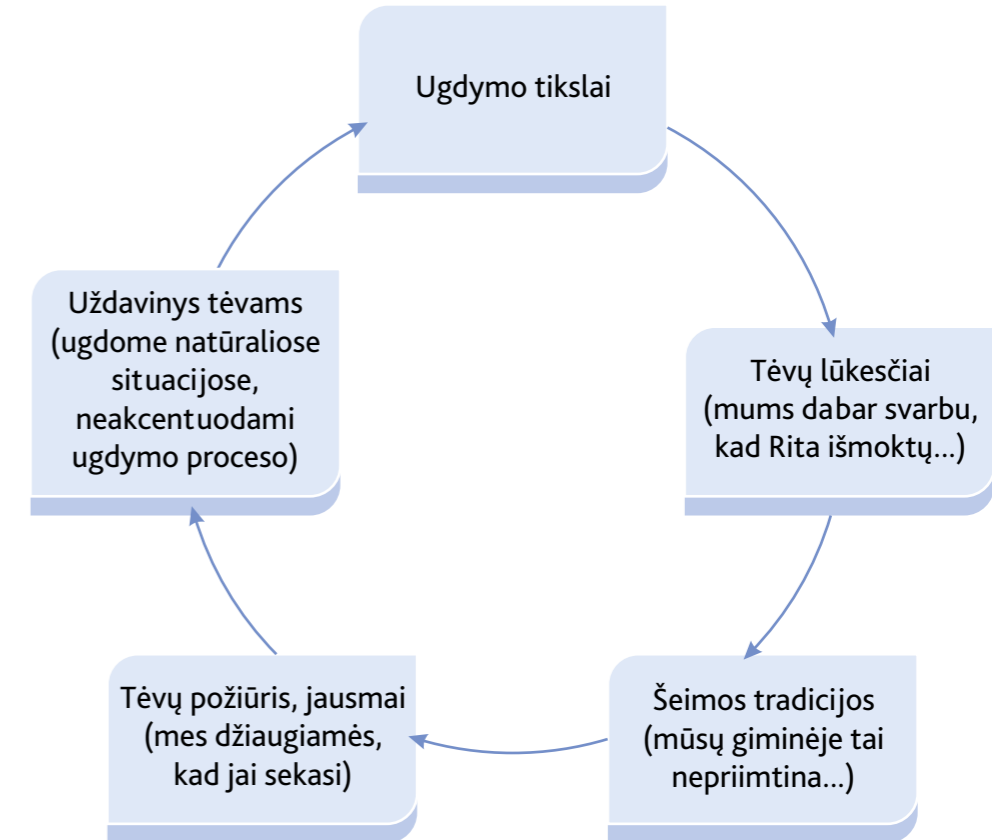 Ugdymo tikslai
Tėvų lūkesčiai
(mums dabar svarbu,
kad Rita išmoktų...)
Šeimos tradicijos
(mūsų giminėje tai
nepriimtina...)
Tėvų požiūris, jausmai
(mes džiaugiamės,
kad jai sekasi)
Uždavinys tėvams
(ugdome natūraliose
situacijose,
neakcentuodami
ugdymo proceso)